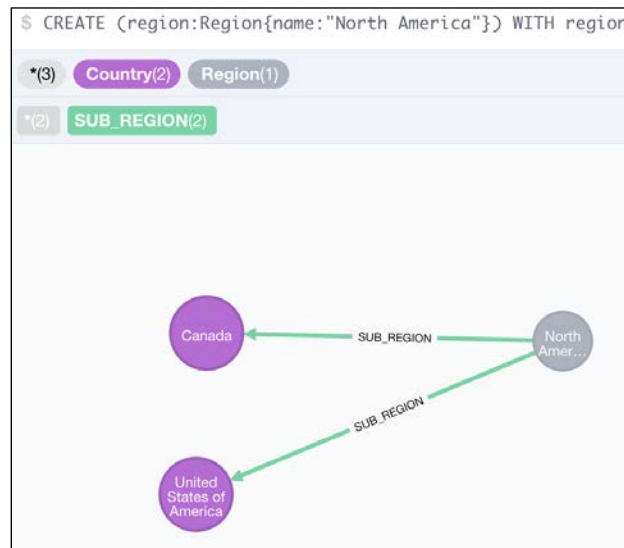 $ CREATE (region:Region{name:"North America"}) WITH region
*(3) Country(2) Region(1)
*(2) SUB_REGION(2)
Canada
SUB_REGION
North
Amer...
SUB_REGION
United
States of
America